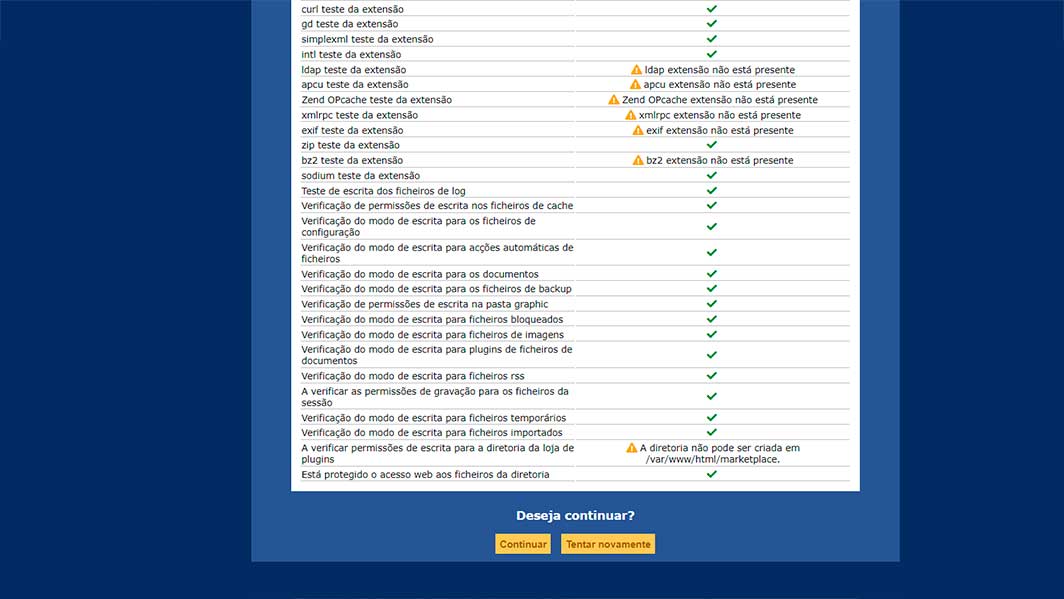 curl teste da extensão
gd teste da extensão
simplexml teste da extensão
intl teste da extensão
ldap teste da extensão ldap extensão não está presente
apcu teste da extensão apcu extensão não está presente
Zend OPcache teste da extensão Zend OPcache extensão não está presente
xmlrpc teste da extensão xmlrpc extensão não está presente
exif teste da extensão exif extensão não está presente
zip teste da extensão
bz2 teste da extensão bz2 extensão não está presente
sodium teste da extensão
Teste de escrita dos ficheiros de log
Verificação de permissões de escrita nos ficheiros de cache
Verificação do modo de escrita para os ficheiros de
configuração
Verificação do modo de escrita para acções automáticas de
ficheiros
Verificação do modo de escrita para os documentos
Verificação do modo de escrita para os ficheiros de backup
Verificação de permissões de escrita na pasta graphic
Verificação do modo de escrita para ficheiros bloqueados
Verificação do modo de escrita para ficheiros de imagens
Verificação do modo de escrita para plugins de ficheiros de
documentos
Verificação do modo de escrita para ficheiros rss
A verificar as permissões de gravação para os ficheiros da
sessão
Verificação do modo de escrita para ficheiros temporários
Verificação do modo de escrita para ficheiros importados
A verificar permissões de escrita para a diretoria da loja de
plugins
A diretoria não pode ser criada em
/var/www/html/marketplace.
Está protegido o acesso web aos ficheiros da diretoria
Deseja continuar?
Continuar Tentar novamente